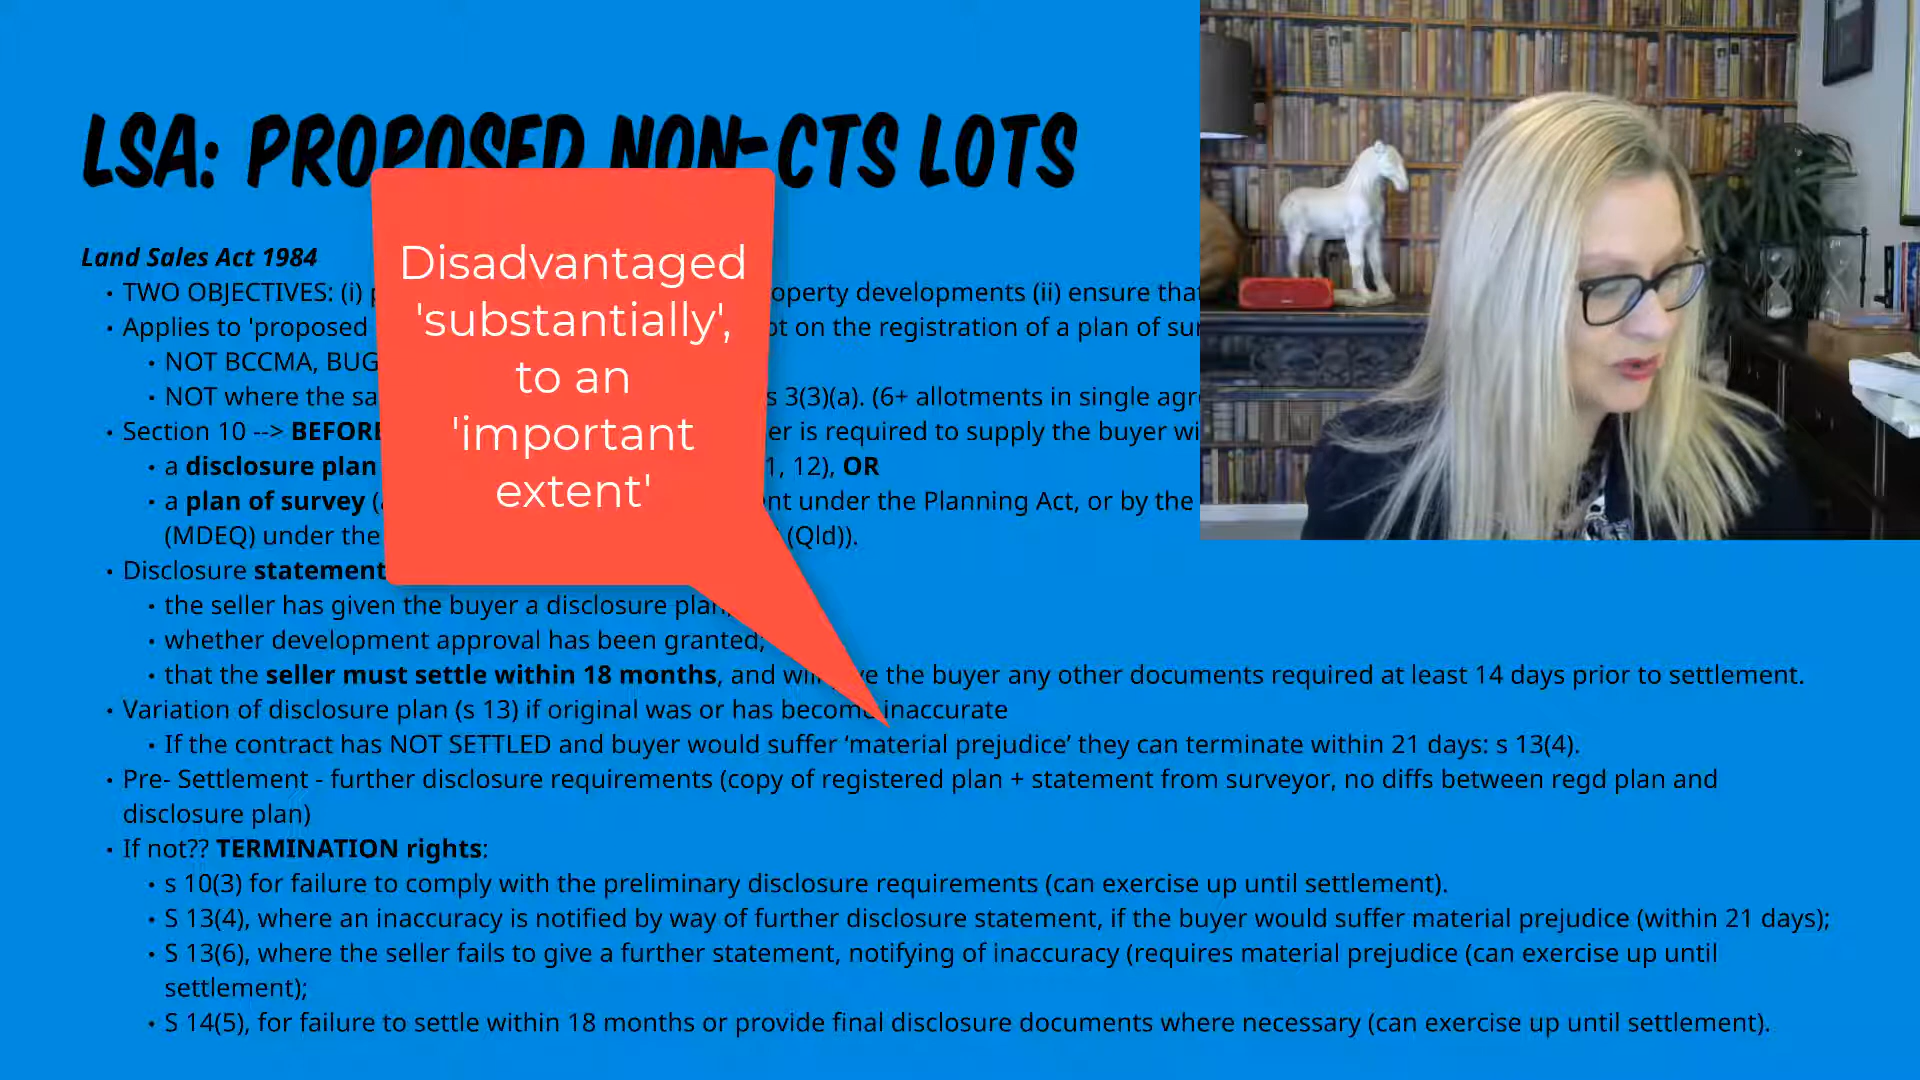 LSA: PROPOSED NON-CTS LOTS
Disadvantaged
'substantially',
to an
'important
extent'
Land Sales Act 1984
• TWO OBJECTIVES: (i) operty developments (ii) ensure that
• Applies to 'proposed on the registration of a plan of
• NOT BCCMA,
• NOT where the s 3(3)(a). (6+ allotments in single
• Section 10 --> BEFORE is required to supply the buyer
• a disclosure plan 12), OR
• a plan of survey under the Planning Act, or by the
(MDEQ) under the (Qld)).
• Disclosure statement
• the seller has given the buyer a disclosure plan,
• whether development approval has been granted;
• that the seller must settle within 18 months, and the buyer any other documents required at least 14 days prior to settlement.
• Variation of disclosure plan (s 13) if original was or has become inaccurate
• If the contract has NOT SETTLED and buyer would suffer ‘material prejudice’ they can terminate within 21 days: s 13(4).
• Pre- Settlement - further disclosure requirements (copy of registered plan + statement from surveyor, no diffs between regd plan and
disclosure plan)
• If not?? TERMINATION rights:
• s 10(3) for failure to comply with the preliminary disclosure requirements (can exercise up until settlement).
• S 13(4), where an inaccuracy is notified by way of further disclosure statement, if the buyer would suffer material prejudice (within 21 days);
• S 13(6), where the seller fails to give a further statement, notifying of inaccuracy (requires material prejudice (can exercise up until
settlement);
• S 14(5), for failure to settle within 18 months or provide final disclosure documents where necessary (can exercise up until settlement).